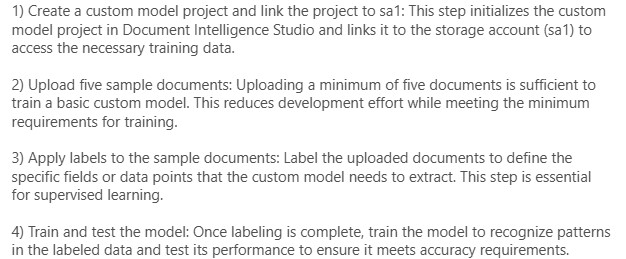 1) Create a custom model project and link the project to sa1: This step initializes the custom
model project in Document Intelligence Studio and links it to the storage account (sa1) to
access the necessary training data.
2) Upload five sample documents: Uploading a minimum of five documents is sufficient to
train a basic custom model. This reduces development effort while meeting the minimum
requirements for training.
3) Apply labels to the sample documents: Label the uploaded documents to define the
specific fields or data points that the custom model needs to extract. This step is essential
for supervised learning.
4) Train and test the model: Once labeling is complete, train the model to recognize patterns
in the labeled data and test its performance to ensure it meets accuracy requirements.